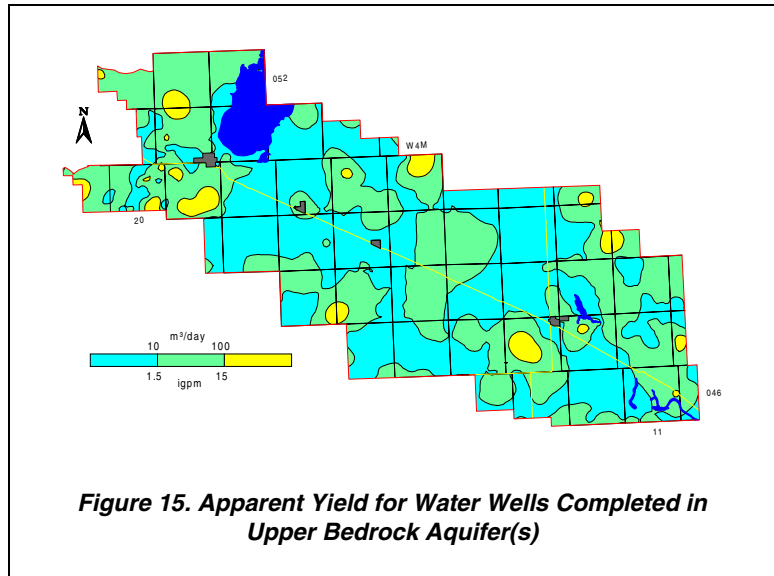 052
N
W4M
20
m³/day
10 100
1.5 15
igpm
046
11
Figure 15. Apparent Yield for Water Wells Completed in
Upper Bedrock Aquifer(s)